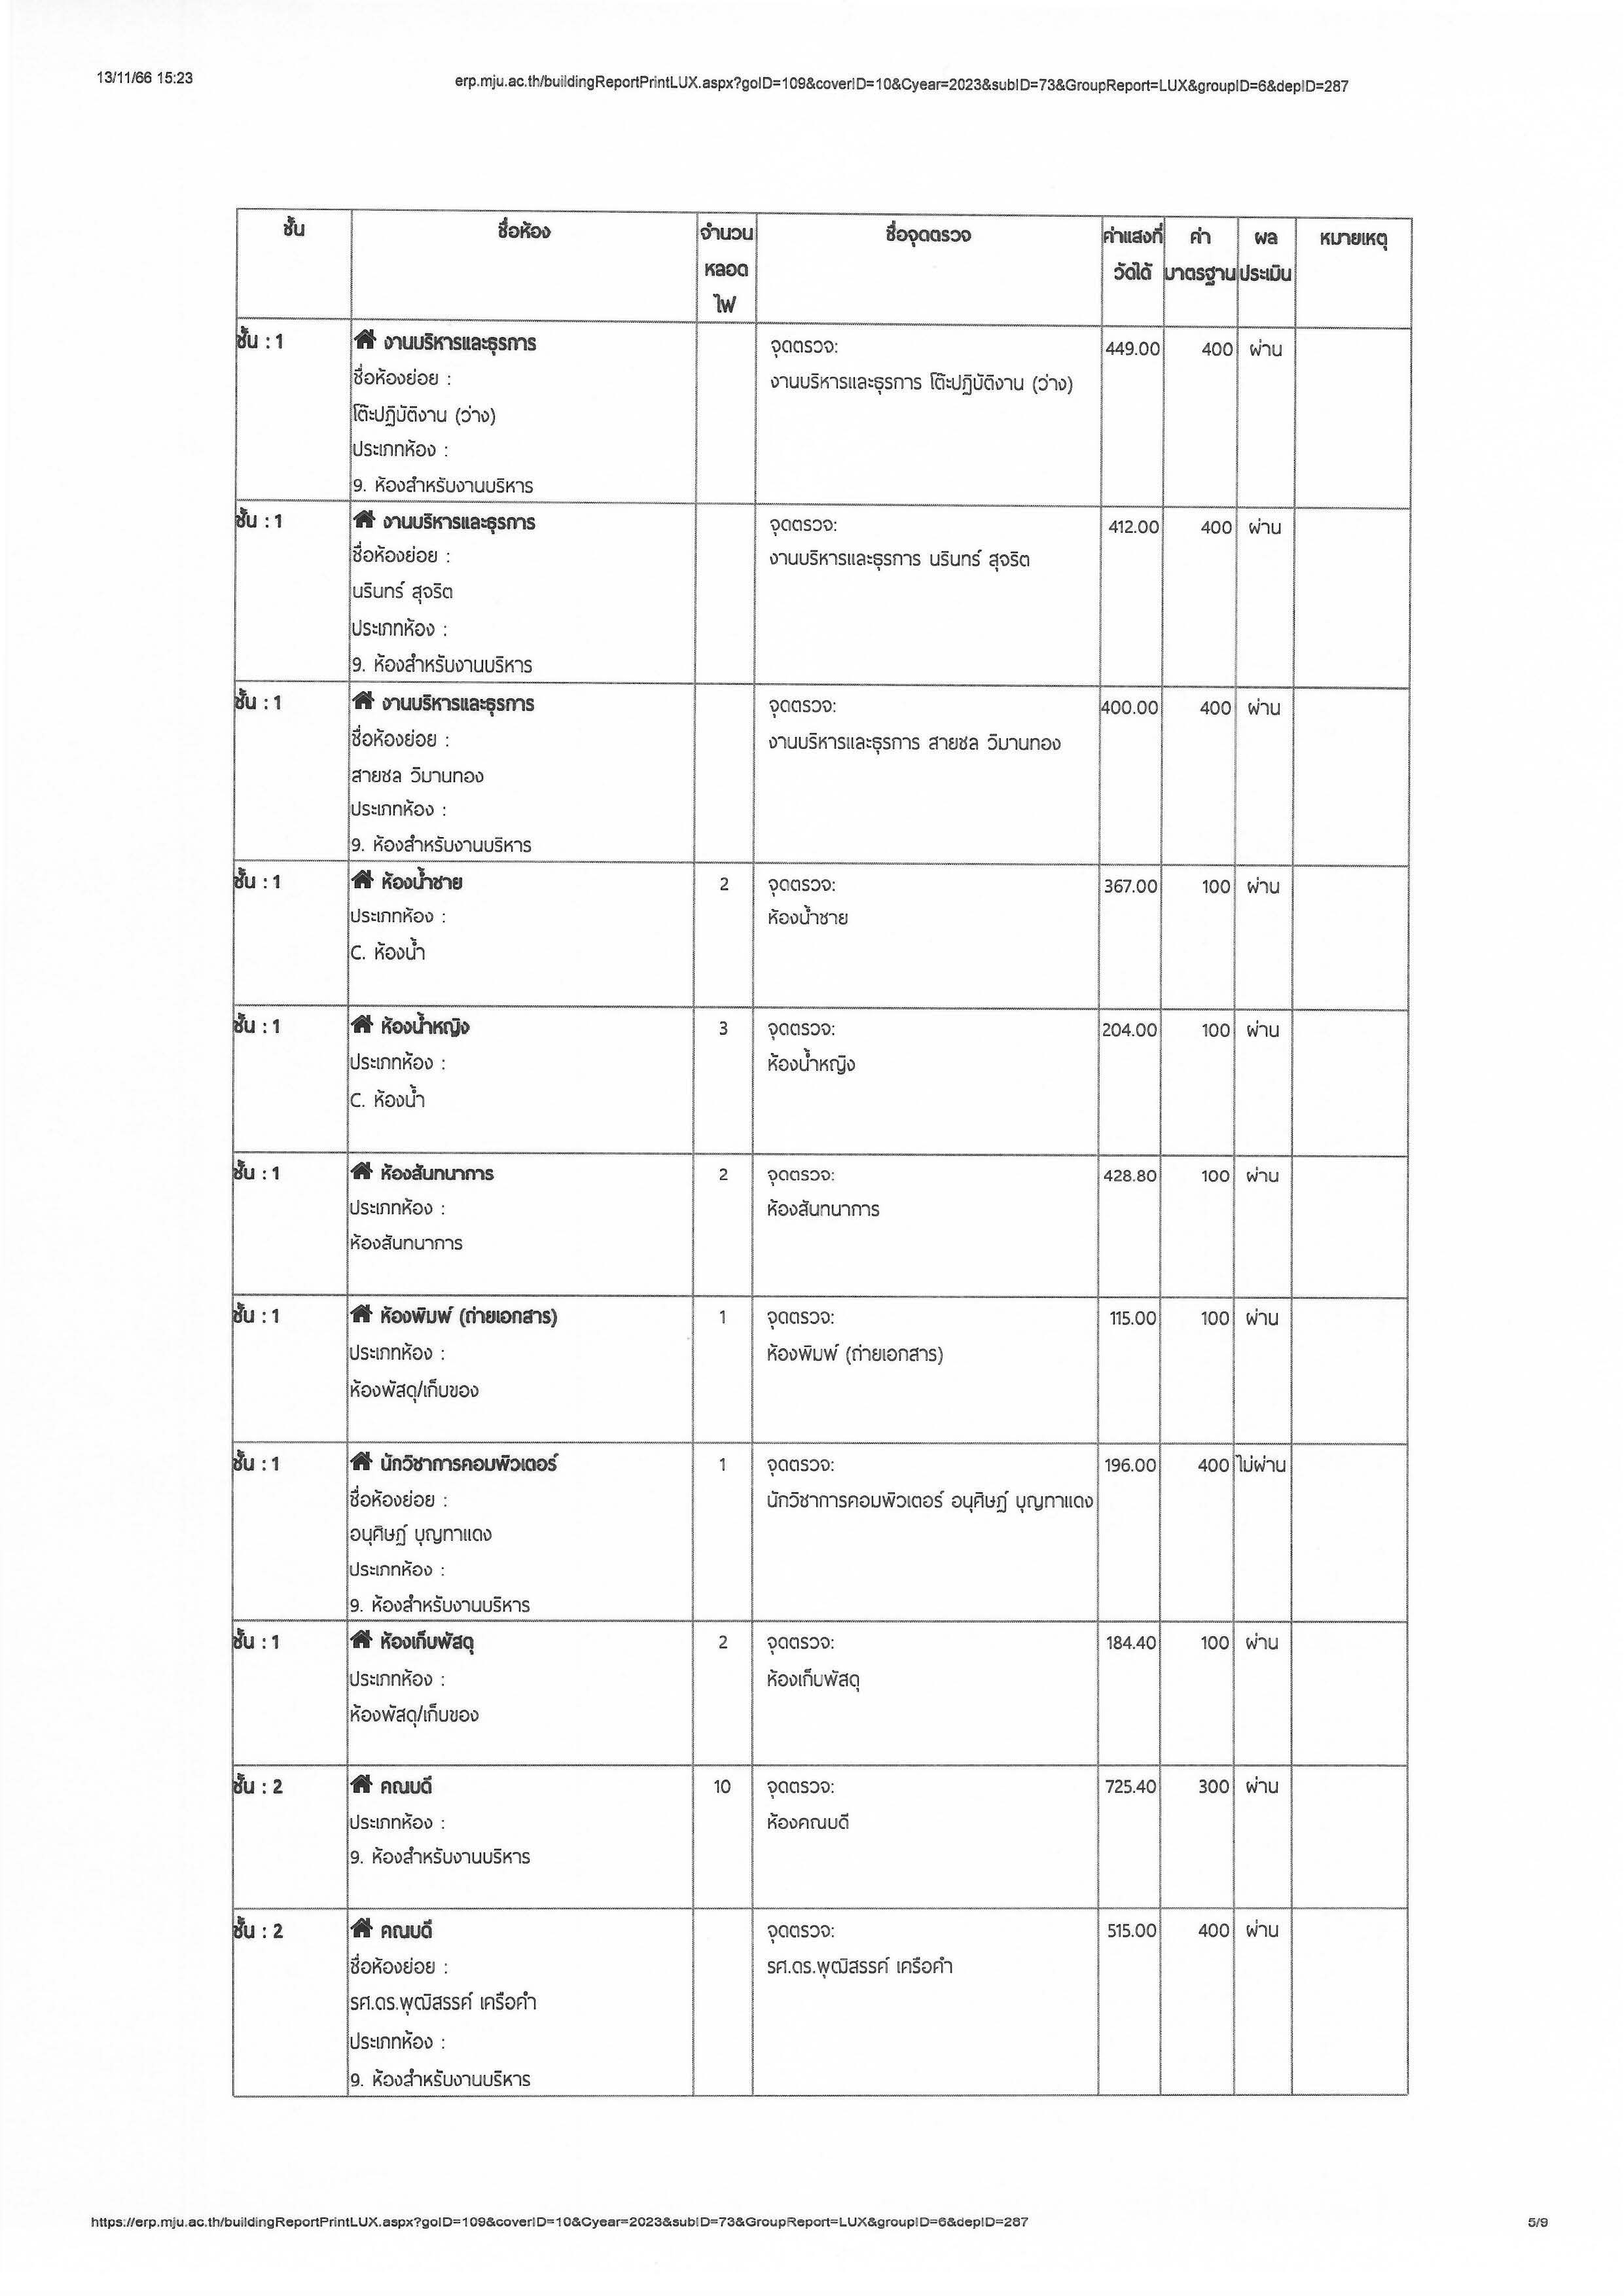 13/11/66 15:23
erp.mju.ac.th/buildingReportPrintLUX.aspx?goID=109&coverID=10&Cyear=2023&subID=73&GroupReport=LUX&groupID=6&depID=287
ชั้น ชื่อห้อง จำนวนหลอดไฟ ชื่อจุดตรวจ ค่าแสงที่วัดได้ ค่ามาตรฐาน ผลประเมิน หมายเหตุ
ชั้น : 1 งานบริหารและธุรการ จุดตรวจ: 449.00 400 ผ่าน
ชื่อห้องย่อย : งานบริหารและธุรการ โต๊ะปฏิบัติงาน (ว่าง)
โต๊ะปฏิบัติงาน (ว่าง)
ประเภทห้อง :
9. ห้องสำหรับงานบริหาร
ชั้น : 1 งานบริหารและธุรการ จุดตรวจ: 412.00 400 ผ่าน
ชื่อห้องย่อย : งานบริหารและธุรการ นรินทร์ สุจริต
นรินทร์ สุจริต
ประเภทห้อง :
9. ห้องสำหรับงานบริหาร
ชั้น : 1 งานบริหารและธุรการ จุดตรวจ: 400.00 400 ผ่าน
ชื่อห้องย่อย : งานบริหารและธุรการ สายชล วิมานทอง
สายชล วิมานทอง
ประเภทห้อง :
9. ห้องสำหรับงานบริหาร
ชั้น : 1 ห้องน้ำชาย 2 จุดตรวจ: 367.00 100 ผ่าน
ประเภทห้อง : ห้องน้ำชาย
C. ห้องน้ำ
ชั้น : 1 ห้องน้ำหญิง 3 จุดตรวจ: 204.00 100 ผ่าน
ประเภทห้อง : ห้องน้ำหญิง
C. ห้องน้ำ
ชั้น : 1 ห้องสันทนาการ 2 จุดตรวจ: 428.80 100 ผ่าน
ประเภทห้อง : ห้องสันทนาการ
ห้องสันทนาการ
ชั้น : 1 ห้องพิมพ์ (ถ่ายเอกสาร) 1 จุดตรวจ: 115.00 100 ผ่าน
ประเภทห้อง : ห้องพิมพ์ (ถ่ายเอกสาร)
ห้องพัสดุ/เก็บของ
ชั้น : 1 นักวิชาการคอมพิวเตอร์ 1 จุดตรวจ: 196.00 400 ไม่ผ่าน
ชื่อห้องย่อย : นักวิชาการคอมพิวเตอร์ อนุศิษฏ์ บุญทาแดง
อนุศิษฏ์ บุญทาแดง
ประเภทห้อง :
9. ห้องสำหรับงานบริหาร
ชั้น : 1 ห้องเก็บพัสดุ 2 จุดตรวจ: 184.40 100 ผ่าน
ประเภทห้อง : ห้องเก็บพัสดุ
ห้องพัสดุ/เก็บของ
ชั้น : 2 คณบดี 10 จุดตรวจ: 725.40 300 ผ่าน
ประเภทห้อง : ห้องคณบดี
9. ห้องสำหรับงานบริหาร
ชั้น : 2 คณบดี จุดตรวจ: 515.00 400 ผ่าน
ชื่อห้องย่อย : รศ.ดร.พุฒิสรรค์ เครือคำ
รศ.ดร.พุฒิสรรค์ เครือคำ
ประเภทห้อง :
9. ห้องสำหรับงานบริหาร
https://erp.mju.ac.th/buildingReportPrintLUX.aspx?goID=109&coverID=10&Cyear=2023&subID=73&GroupReport=LUX&groupID=6&depID=287 5/9